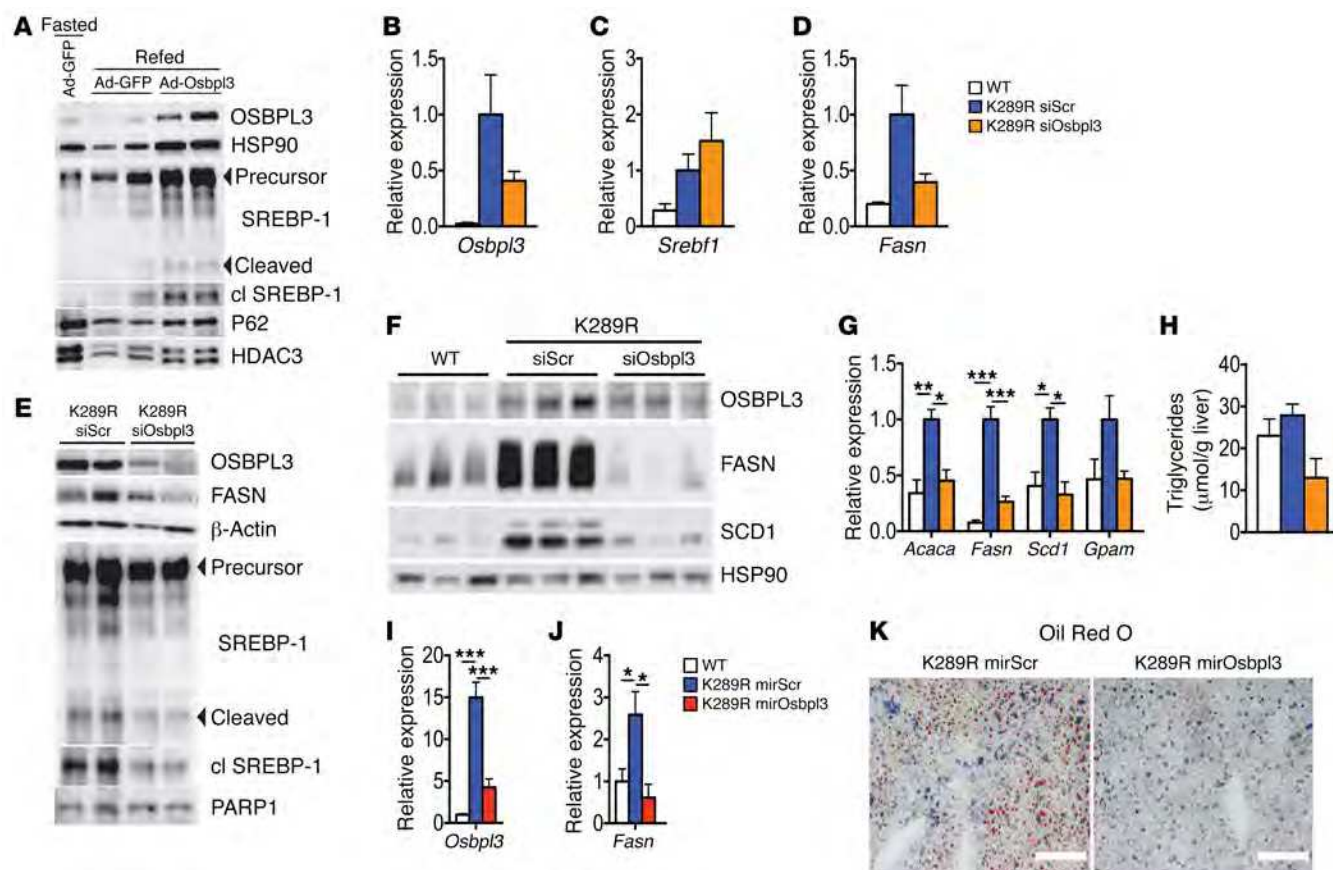 A
Fasted
Ad-GFP
Refed
Ad-GFP Ad-Osbpl3
OSBPL3
HSP90
Precursor
SREBP-1
Cleaved
cl SREBP-1
P62
HDAC3
B
Relative expression
1.5
1.0
0.5
0.0
Osbpl3
C
Relative expression
3
2
1
0
Srebf1
D
Relative expression
1.5
1.0
0.5
0.0
Fasn
WT
K289R siScr
K289R siOsbpl3
E
K289R K289R
siScr siOsbpl3
OSBPL3
FASN
β-Actin
Precursor
SREBP-1
Cleaved
cl SREBP-1
PARP1
F
K289R
WT siScr siOsbpl3
OSBPL3
FASN
SCD1
HSP90
G
Relative expression
1.5
1.0
0.5
0.0
** * *** *** * *
Acaca Fasn Scd1 Gpam
H
Triglycerides
(μmol/g liver)
40
30
20
10
0
I
Relative expression
20
15
10
5
0
***
***
Osbpl3
J
Relative expression
4
3
2
1
0
* *
Fasn
WT
K289R mirScr
K289R mirOsbpl3
K
Oil Red O
K289R mirScr K289R mirOsbpl3